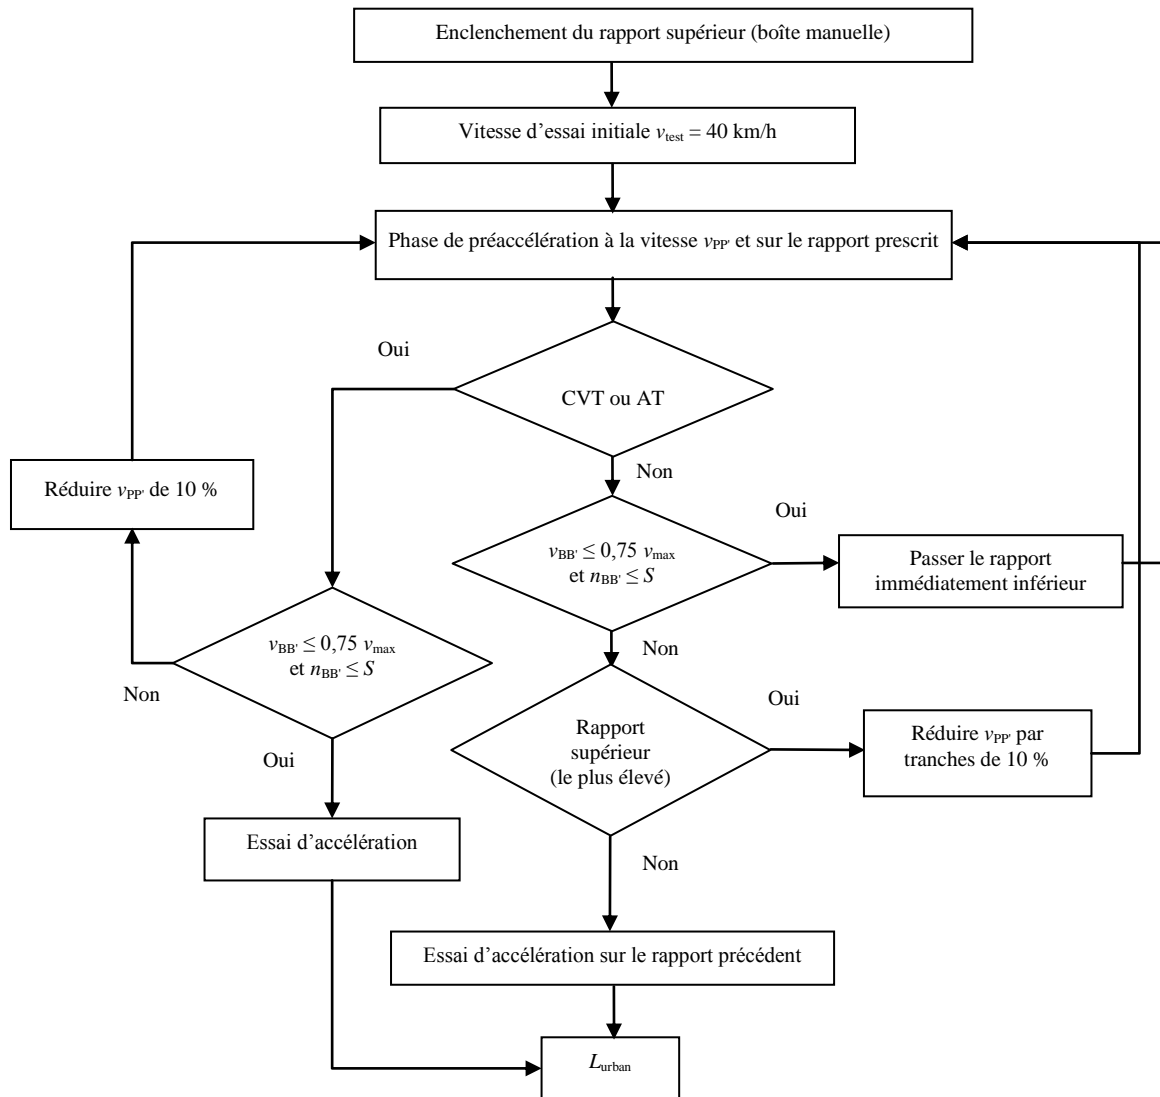 Enclenchement du rapport supérieur (boîte manuelle)
Vitesse d'essai initiale vtest = 40 km/h
Phase de préaccélération à la vitesse vPP' et sur le rapport prescrit
Oui
CVT ou AT
Non
Réduire vPP' de 10 %
Oui
vBB' ≤ 0,75 vmax
et nBB' ≤ S
Passer le rapport
immédiatement inférieur
vBB' ≤ 0,75 vmax
et nBB' ≤ S
Non
Non
Oui
Rapport
supérieur
(le plus élevé)
Réduire vPP' par
tranches de 10 %
Oui
Essai d'accélération
Non
Essai d'accélération sur le rapport précédent
Lurban